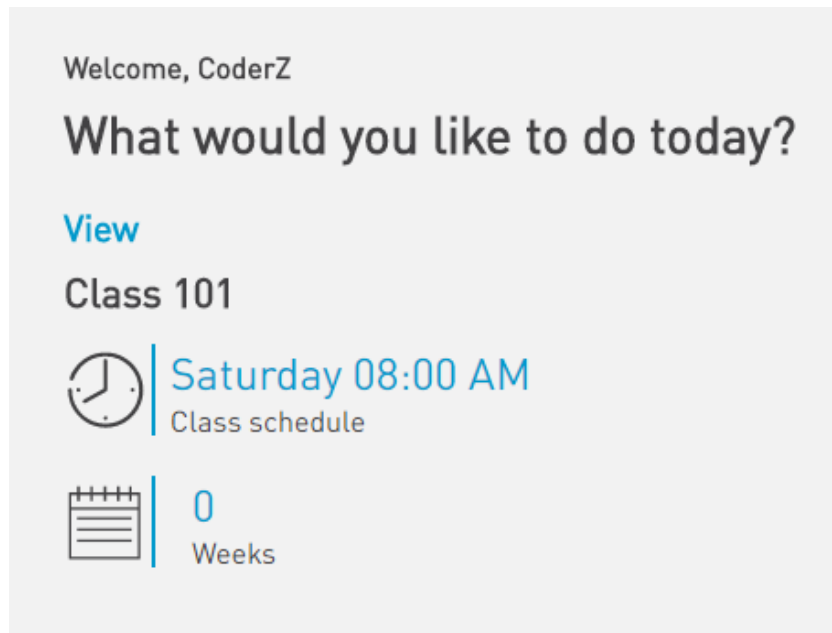 Welcome, CoderZ
What would you like to do today?
View
Class 101
Saturday 08:00 AM
Class schedule
0
Weeks